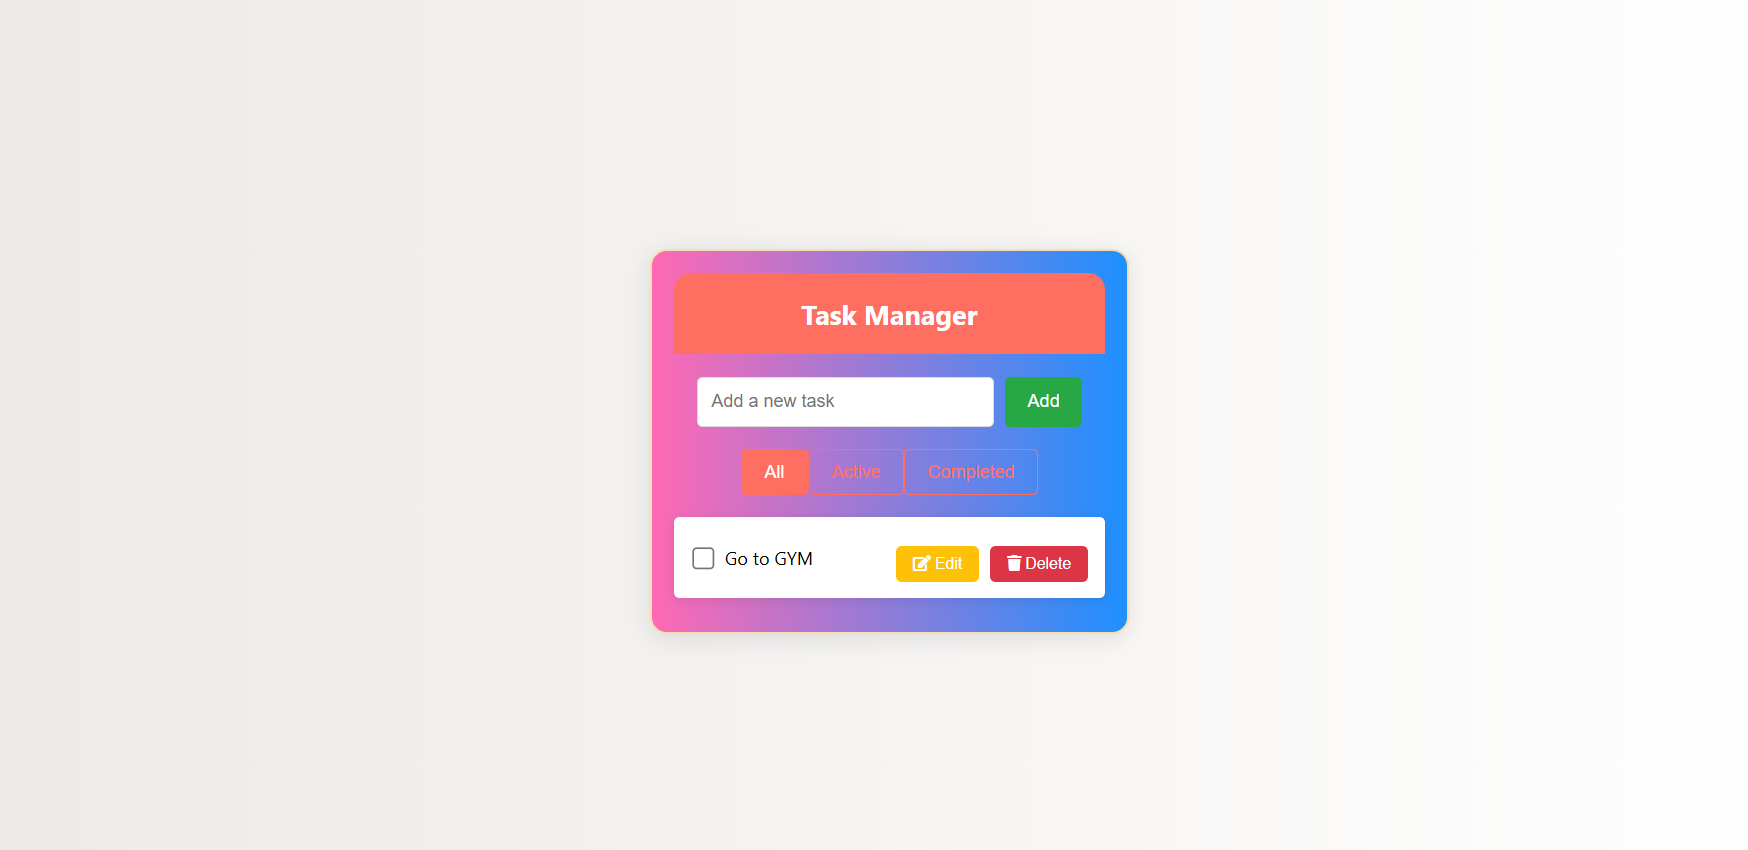 Task Manager
Add a new task
Add
All
Active
Completed
Go to GYM
Edit
Delete